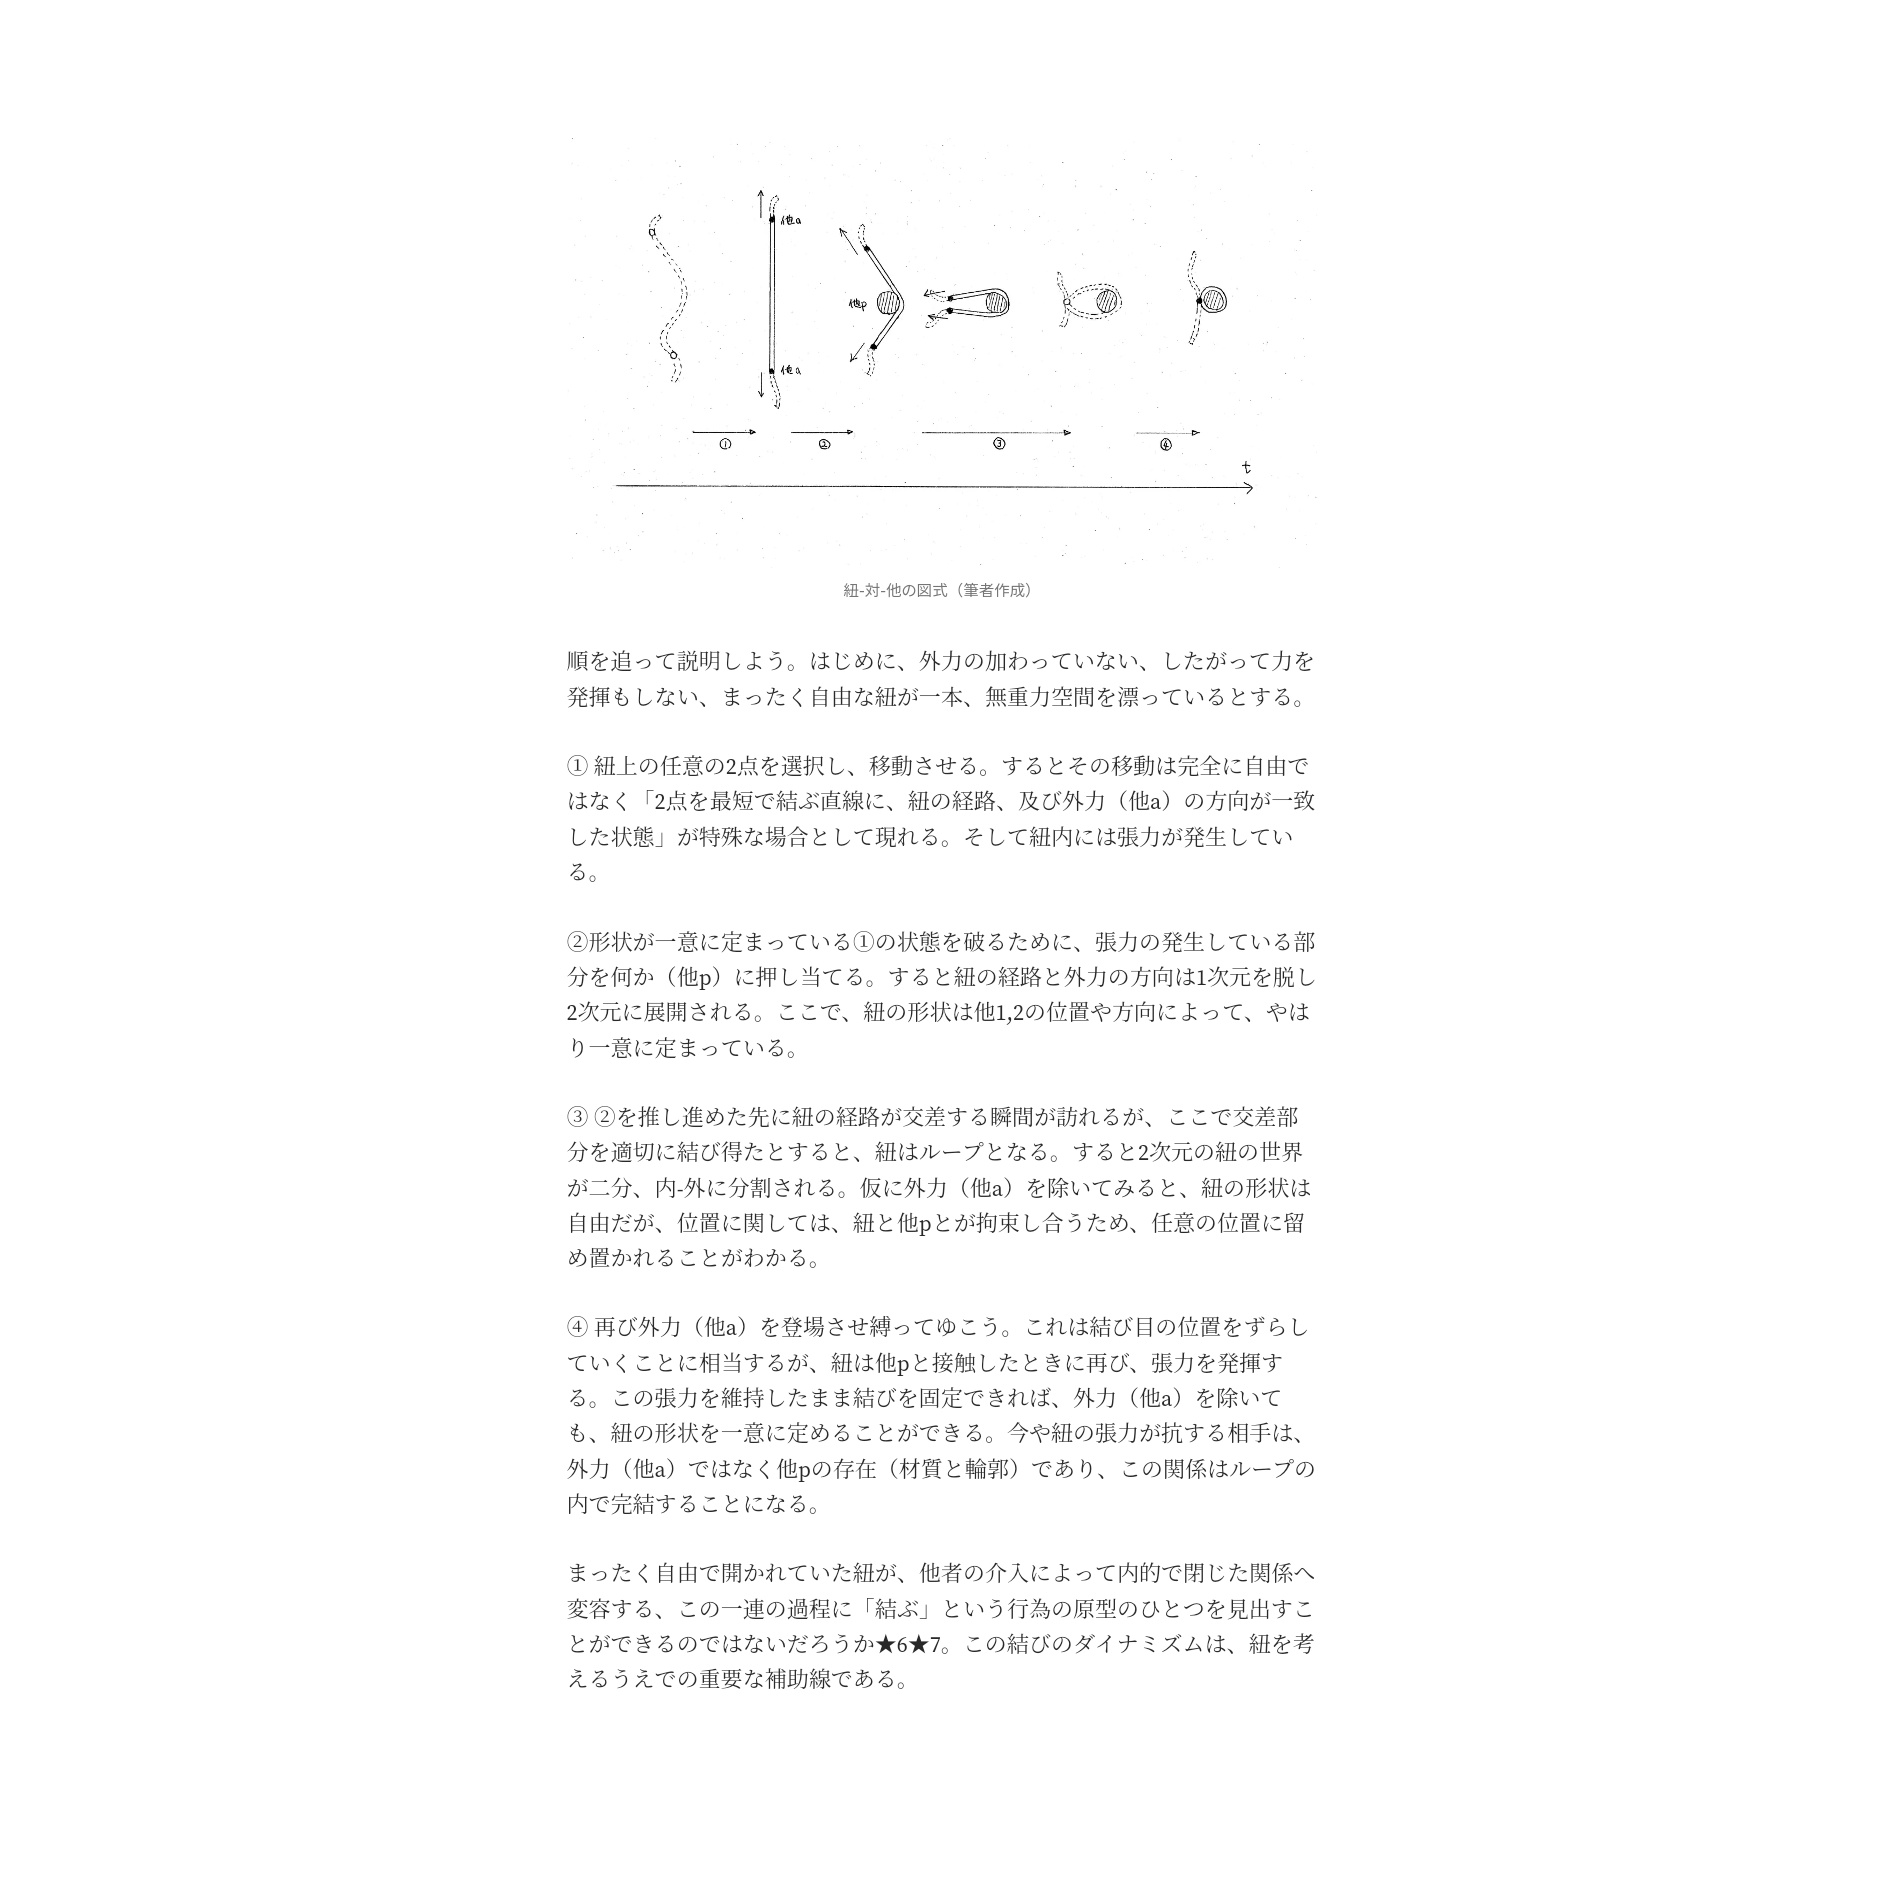 他a
他a
他p
① ② ③ ④
t
紐-対-他の図式（筆者作成）
順を追って説明しよう。はじめに、外力の加わっていない、したがって力を
発揮もしない、まったく自由な紐が一本、無重力空間を漂っているとする。
① 紐上の任意の2点を選択し、移動させる。するとその移動は完全に自由で
はなく「2点を最短で結ぶ直線に、紐の経路、及び外力（他a）の方向が一致
した状態」が特殊な場合として現れる。そして紐内には張力が発生してい
る。
②形状が一意に定まっている①の状態を破るために、張力の発生している部
分を何か（他p）に押し当てる。すると紐の経路と外力の方向は1次元を脱し
2次元に展開される。ここで、紐の形状は他1,2の位置や方向によって、やは
り一意に定まっている。
③ ②を推し進めた先に紐の経路が交差する瞬間が訪れるが、ここで交差部
分を適切に結び得たとすると、紐はループとなる。すると2次元の紐の世界
が二分、内-外に分割される。仮に外力（他a）を除いてみると、紐の形状は
自由だが、位置に関しては、紐と他pとが拘束し合うため、任意の位置に留
め置かれることがわかる。
④ 再び外力（他a）を登場させ縛ってゆこう。これは結び目の位置をずらし
ていくことに相当するが、紐は他pと接触したときに再び、張力を発揮す
る。この張力を維持したまま結びを固定できれば、外力（他a）を除いて
も、紐の形状を一意に定めることができる。今や紐の張力が抗する相手は、
外力（他a）ではなく他pの存在（材質と輪郭）であり、この関係はループの
内で完結することになる。
まったく自由で開かれていた紐が、他者の介入によって内的で閉じた関係へ
変容する、この一連の過程に「結ぶ」という行為の原型のひとつを見出すこ
とができるのではないだろうか★6★7。この結びのダイナミズムは、紐を考
えるうえでの重要な補助線である。